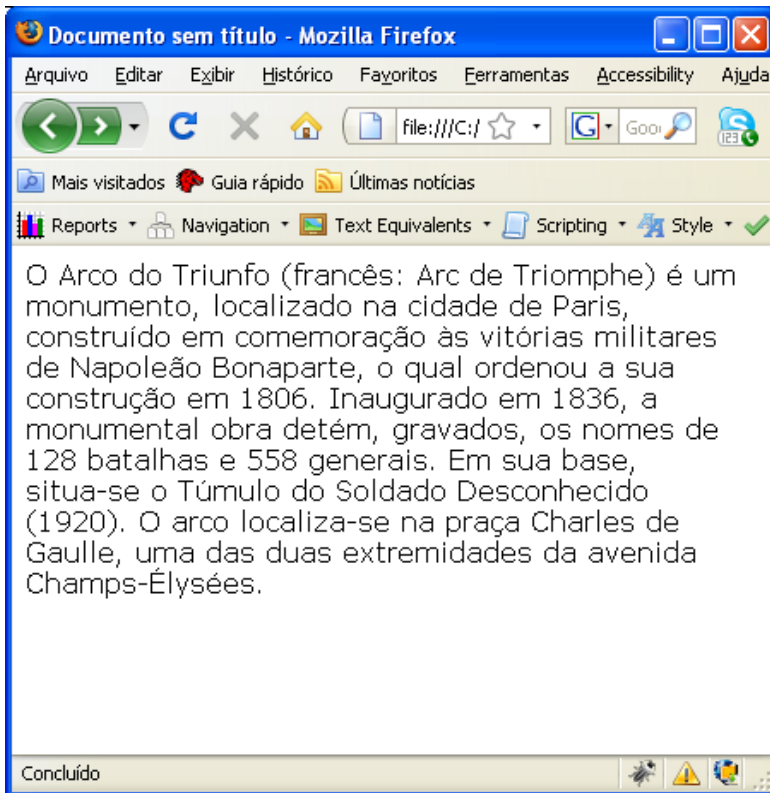 Documento sem título - Mozilla Firefox
Arquivo Editar Exibir Histórico Favoritos Ferramentas Accessibility Ajuda
file:///C:/ G Goo
123
Mais visitados Guia rápido Últimas notícias
Reports Navigation Text Equivalents Scripting Style
O Arco do Triunfo (francês: Arc de Triomphe) é um
monumento, localizado na cidade de Paris,
construído em comemoração às vitórias militares
de Napoleão Bonaparte, o qual ordenou a sua
construção em 1806. Inaugurado em 1836, a
monumental obra detém, gravados, os nomes de
128 batalhas e 558 generais. Em sua base,
situa-se o Túmulo do Soldado Desconhecido
(1920). O arco localiza-se na praça Charles de
Gaulle, uma das duas extremidades da avenida
Champs-Élysées.
Concluído